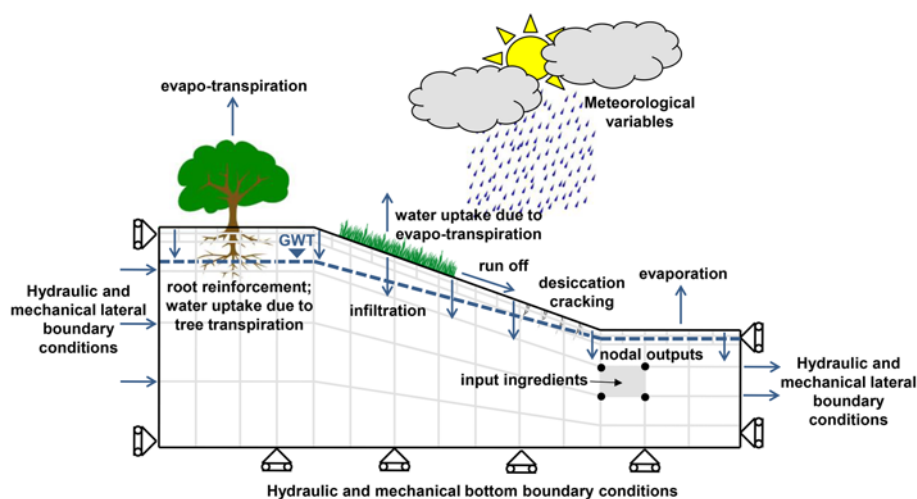 evapo-transpiration
Meteorological
variables
water uptake due to
evapo-transpiration
GWT
run off
desiccation
cracking
evaporation
root reinforcement;
water uptake due to
tree transpiration
infiltration
Hydraulic and
mechanical lateral
boundary
conditions
nodal outputs
input ingredients
Hydraulic and
mechanical lateral
boundary
conditions
Hydraulic and mechanical bottom boundary conditions